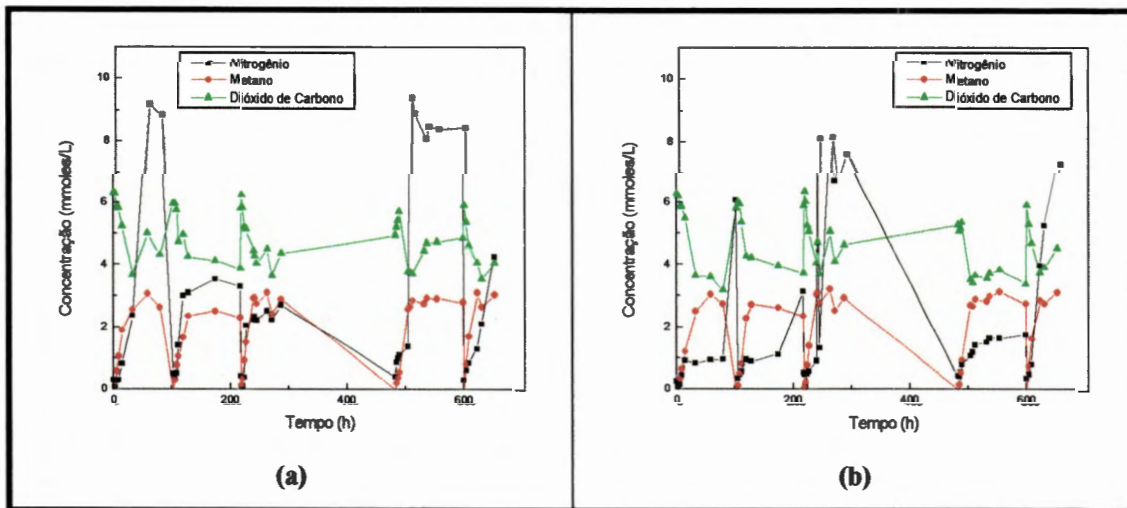 Nitrogênio
Metano
Dióxido de Carbono
10
8
6
4
2
0
Concentração (mmoles/L)
0
200
400
600
Tempo (h)
(a)
Nitrogênio
Metano
Dióxido de Carbono
10
8
6
4
2
0
Concentração (mmoles/L)
0
200
400
600
Tempo (h)
(b)